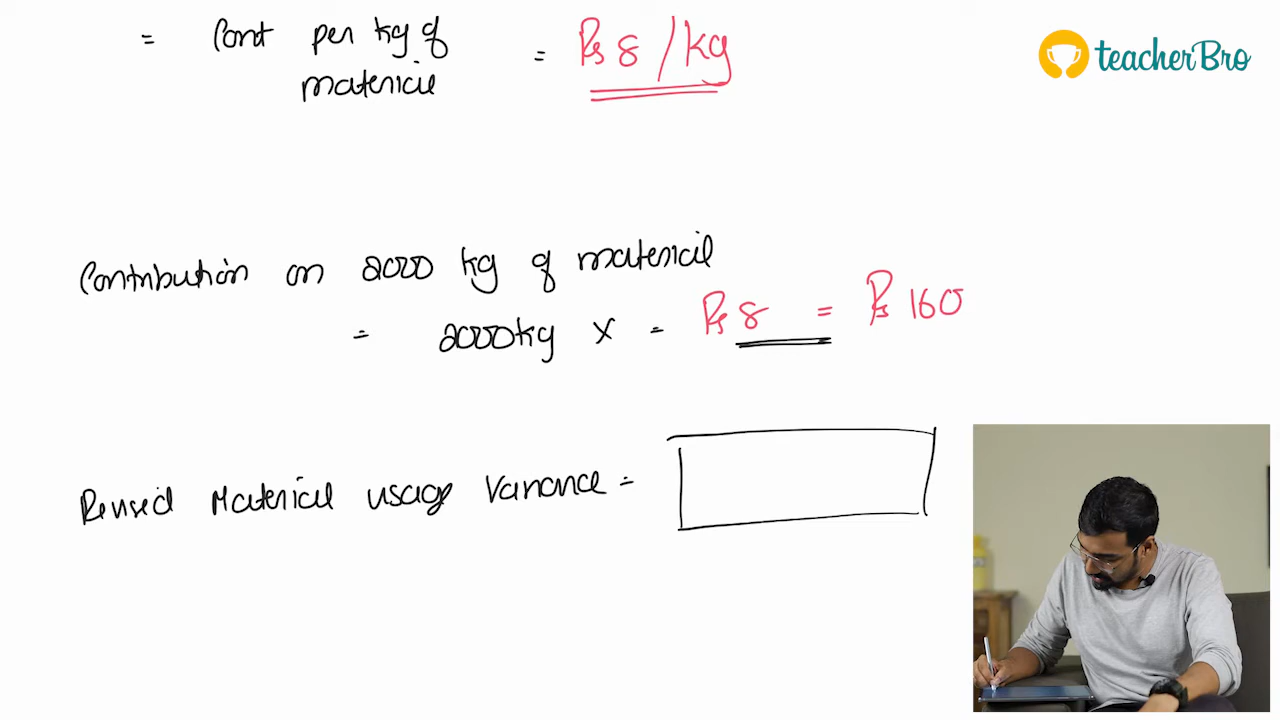 = Cont per kg of material = Rs 8 / kg
teacherBro
Contribution on 2000 kg of material
= 2000kg X = Rs 8 = Rs 160
Revised Material usage Variance =